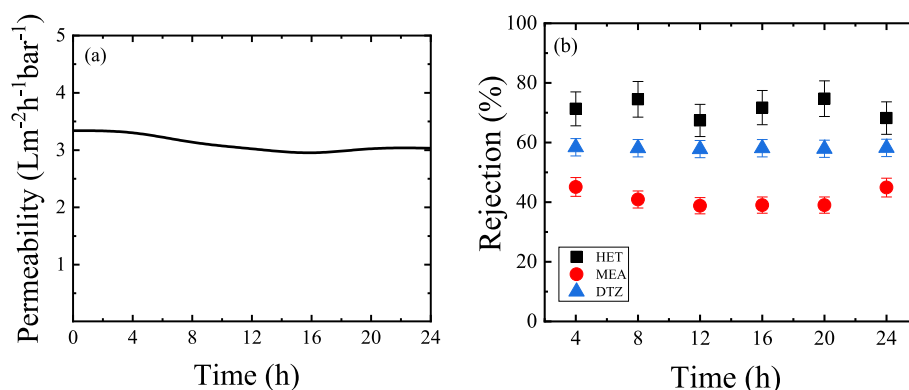 (a)
5
4
3
2
1
0 4 8 12 16 20 24
Permeability (Lm-2h-1bar-1)
Time (h)
(b)
100
80
60
40
20
0
4 8 12 16 20 24
Rejection (%)
Time (h)
HET
MEA
DTZ